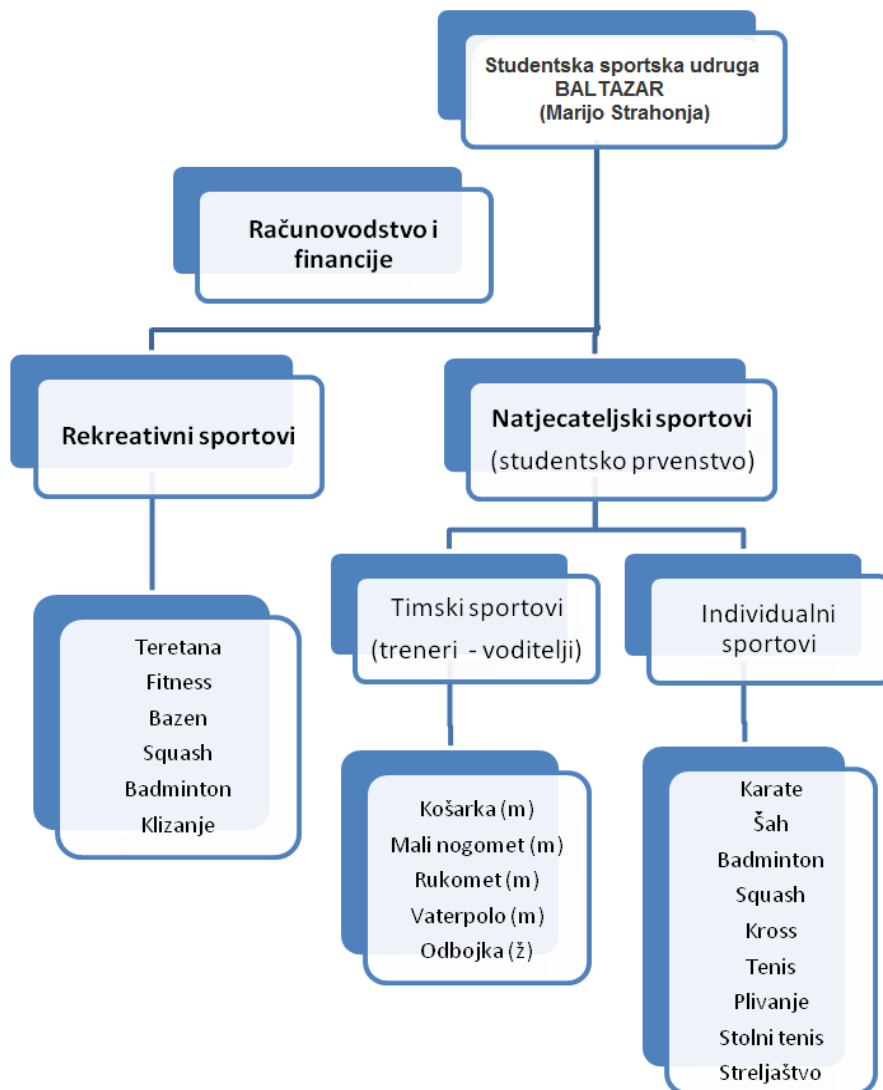 Studentska sportska udruga
BALTAZAR
(Marijo Strahonja)
Računovodstvo i
financije
Rekreativni sportovi
Natjecateljski sportovi
(studentsko prvenstvo)
Timski sportovi
(treneri - voditelji)
Individualni
sportovi
Teretana
Fitness
Bazen
Squash
Badminton
Klizanje
Košarka (m)
Mali nogomet (m)
Rukomet (m)
Vaterpolo (m)
Odbojka (ž)
Karate
Šah
Badminton
Squash
Kross
Tenis
Plivanje
Stolni tenis
Streljaštvo